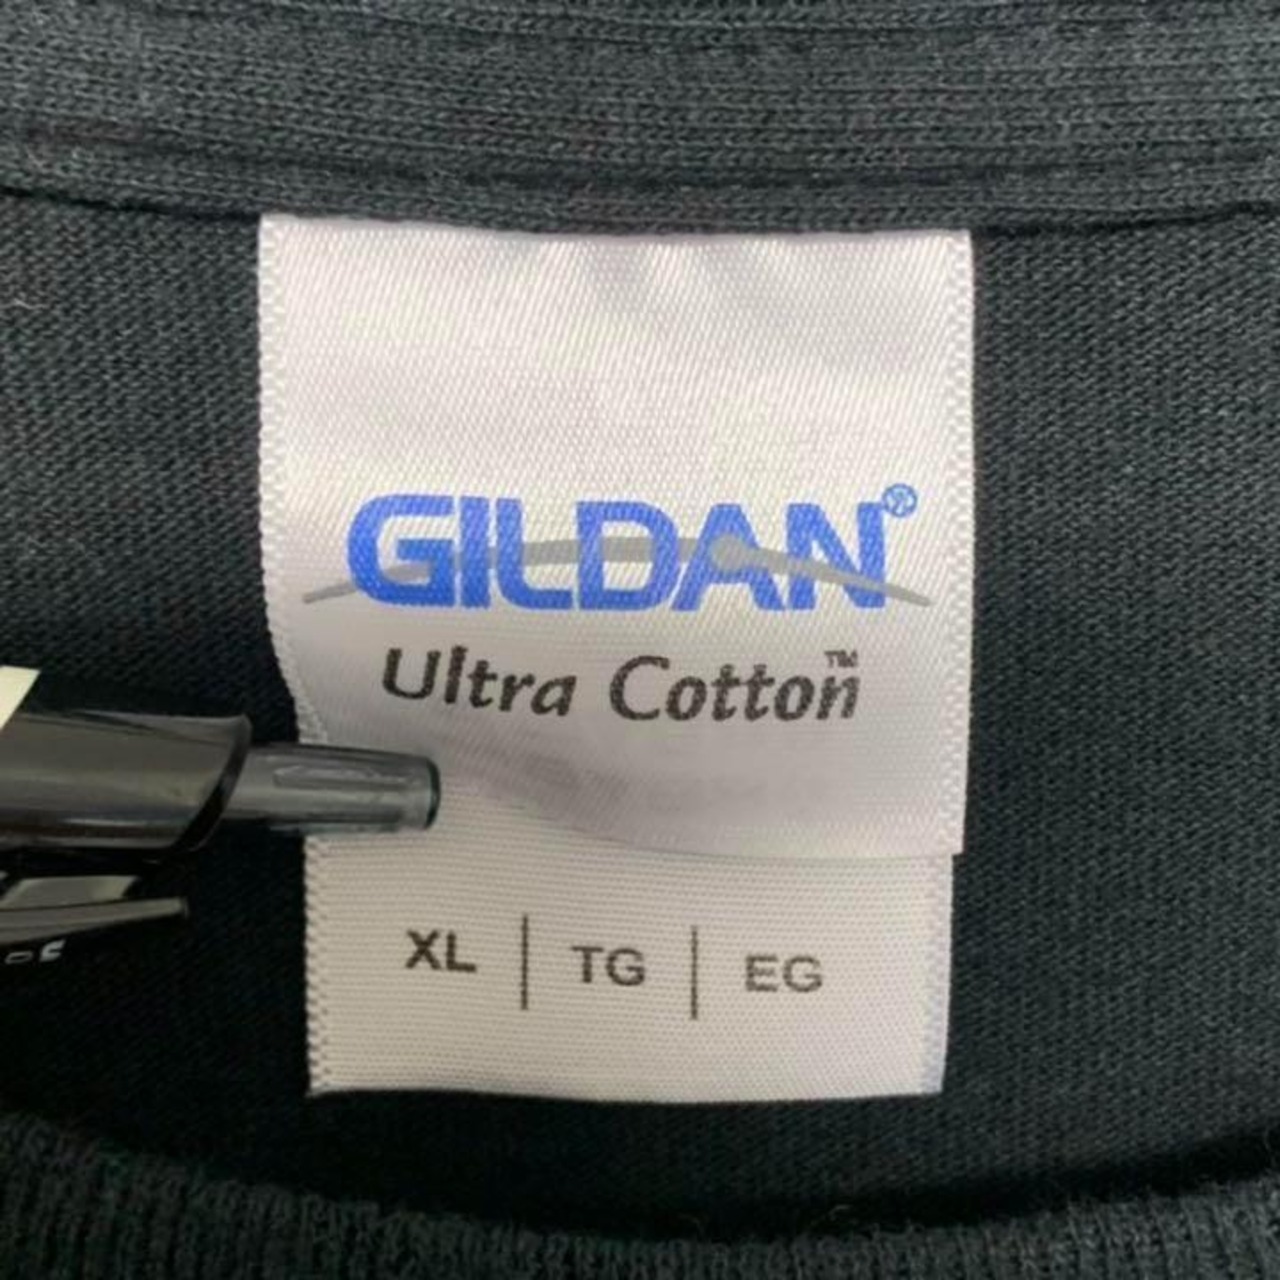 GILDAN®
Ultra Cotton™
XL | TG | EG